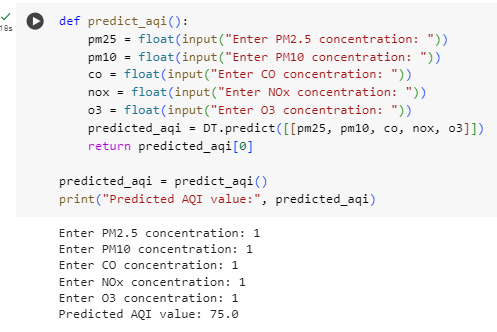 18s
def predict_aqi():
    pm25 = float(input("Enter PM2.5 concentration: "))
    pm10 = float(input("Enter PM10 concentration: "))
    co = float(input("Enter CO concentration: "))
    nox = float(input("Enter NOx concentration: "))
    o3 = float(input("Enter O3 concentration: "))
    predicted_aqi = DT.predict([[pm25, pm10, co, nox, o3]])
    return predicted_aqi[0]
predicted_aqi = predict_aqi()
print("Predicted AQI value:", predicted_aqi)
Enter PM2.5 concentration: 1
Enter PM10 concentration: 1
Enter CO concentration: 1
Enter NOx concentration: 1
Enter O3 concentration: 1
Predicted AQI value: 75.0